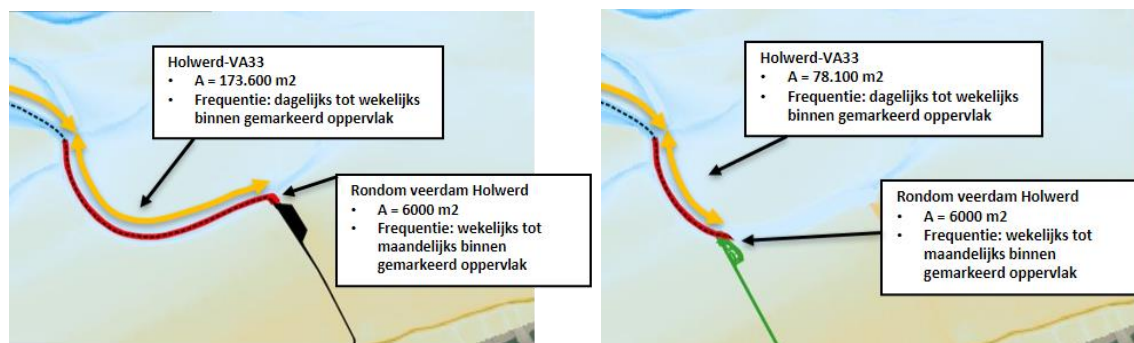 Holwerd-VA33
• A = 173.600 m2
• Frequentie: dagelijks tot wekelijks
binnen gemarkeerd oppervlak
Rondom veerdam Holwerd
• A = 6000 m2
• Frequentie: wekelijks tot
maandelijks binnen
gemarkeerd oppervlak
Holwerd-VA33
• A = 78.100 m2
• Frequentie: dagelijks tot wekelijks
binnen gemarkeerd oppervlak
Rondom veerdam Holwerd
• A = 6000 m2
• Frequentie: wekelijks tot
maandelijks binnen
gemarkeerd oppervlak